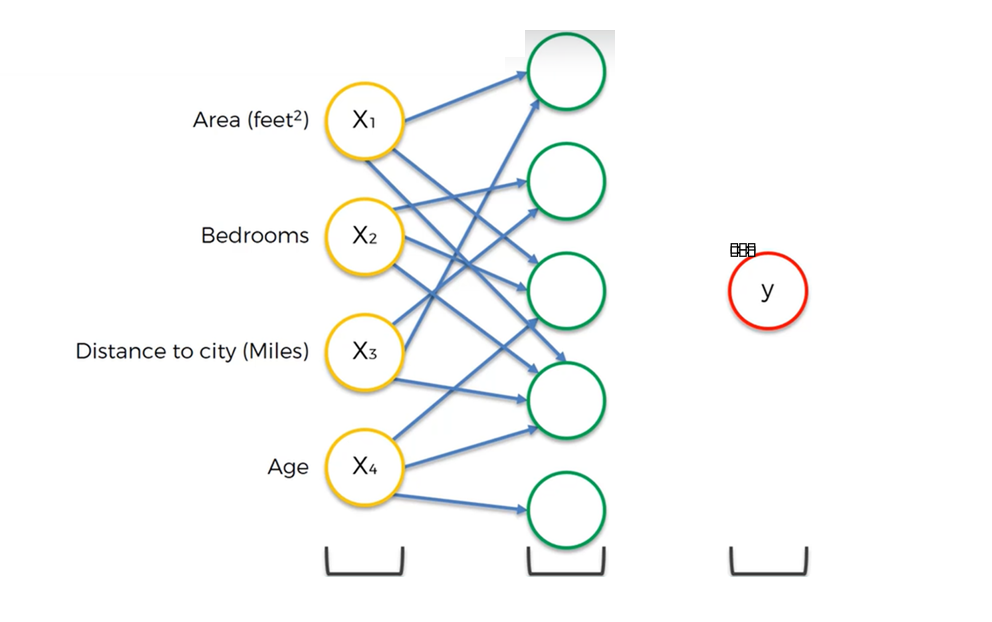 Area (feet²)
X₁
Bedrooms
X₂
y
Distance to city (Miles)
X₃
Age
X₄